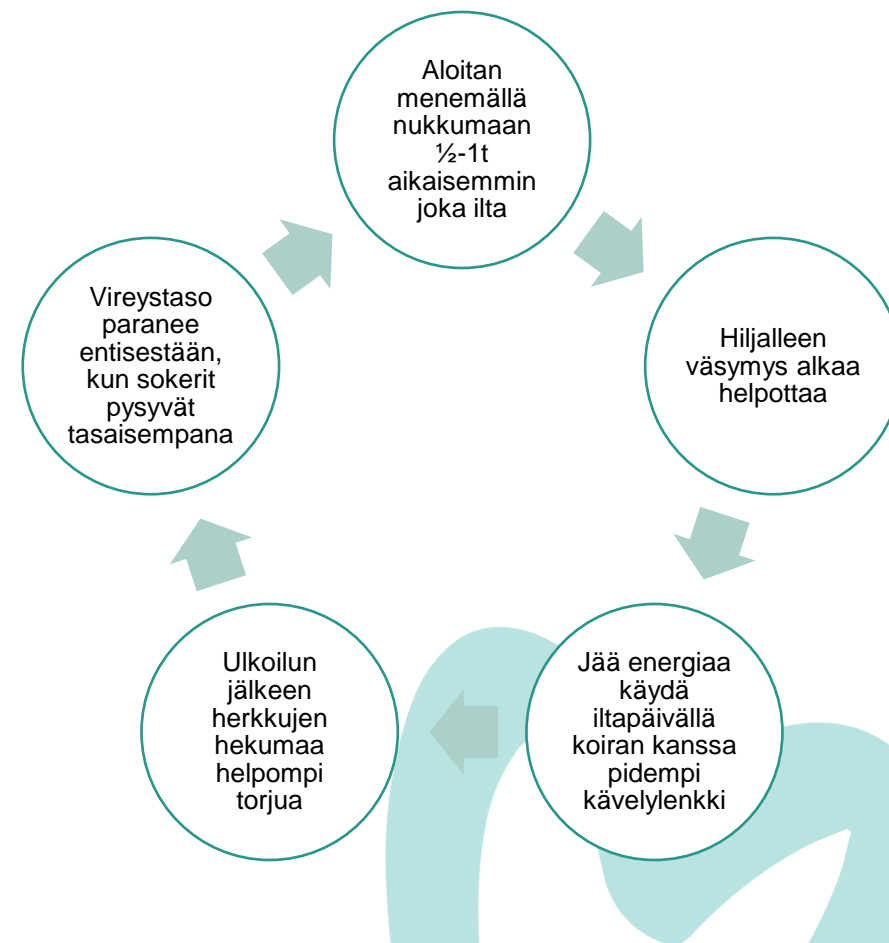 Aloitan
menemällä
nukkumaan
½-1t
aikaisemmin
joka ilta
Hiljalleen
väsymys alkaa
helpottaa
Jää energiaa
käydä
iltapäivällä
koiran kanssa
pidempi
kävelylenkki
Ulkoilun
jälkeen
herkkujen
hekumaa
helpompi
torjua
Vireystaso
paranee
entisestään,
kun sokerit
pysyvät
tasaisempana